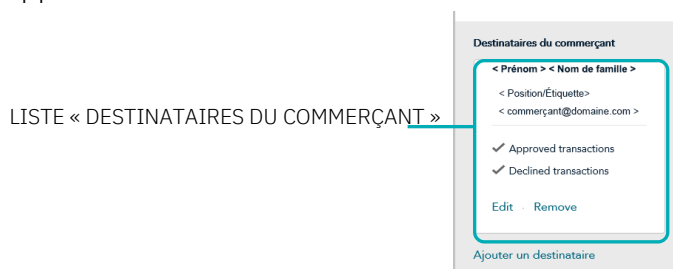 Destinataires du commerçant
< Prénom > < Nom de famille >
< Position/Étiquette>
< commerçant@domaine.com >
LISTE « DESTINATAIRES DU COMMERÇANT »
✓ Approved transactions
✓ Declined transactions
Edit - Remove
Ajouter un destinataire